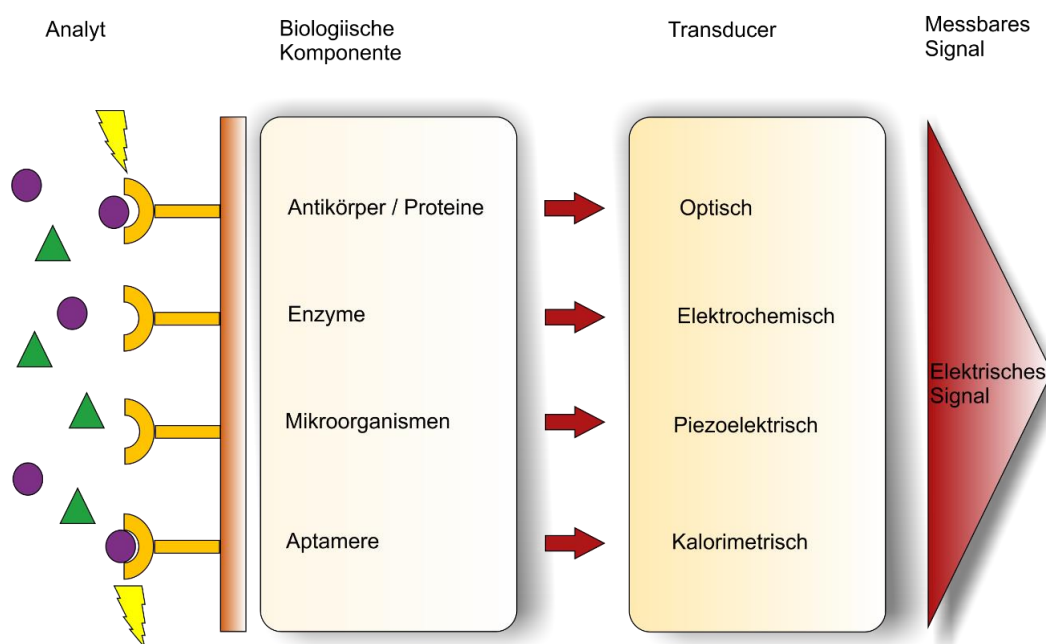 Analyt
Biologiische
Komponente
Transducer
Messbares
Signal
Antikörper / Proteine
Optisch
Enzyme
Elektrochemisch
Elektrisches
Signal
Mikroorganismen
Piezoelektrisch
Aptamere
Kalorimetrisch